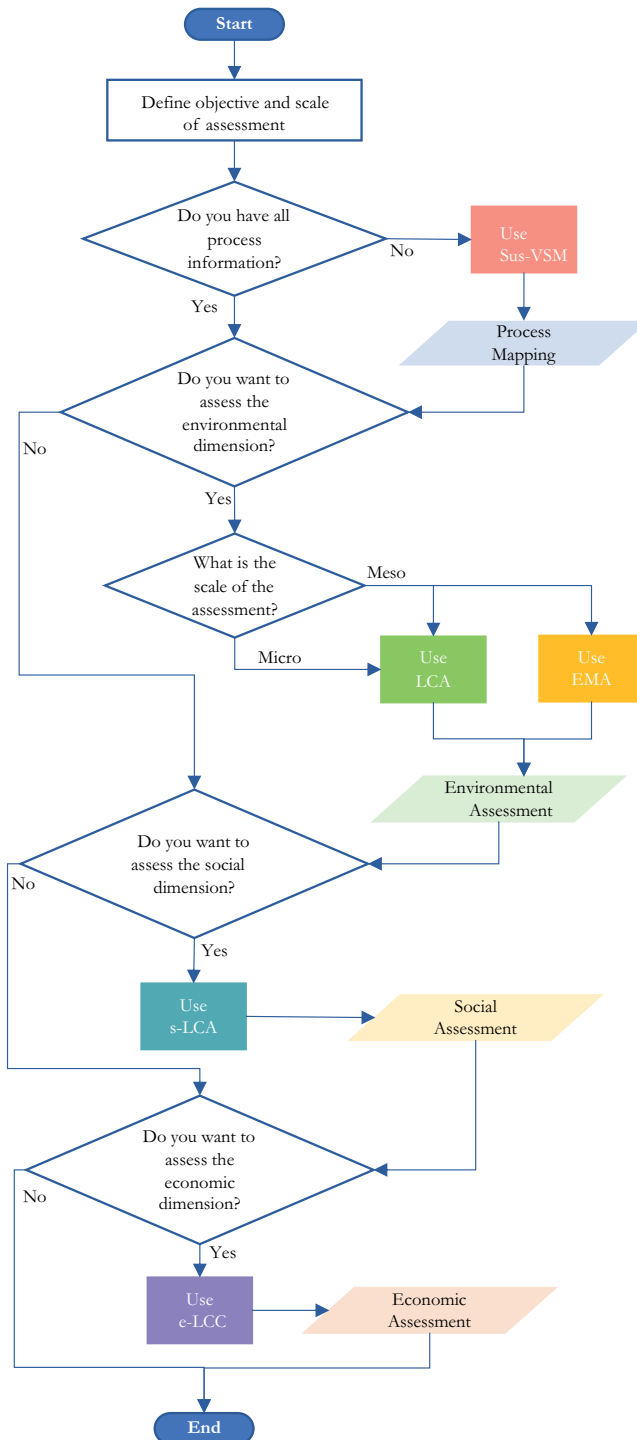 Start
Define objective and scale
of assessment
Do you have all
process
information?
No
Use
Sus-VSM
Yes
Process
Mapping
Do you want to
assess the
environmental
dimension?
No
Yes
What is the
scale of the
assessment?
Meso
Micro
Use
LCA
Use
EMA
Environmental
Assessment
Do you want to
assess the social
dimension?
No
Yes
Use
s-LCA
Social
Assessment
Do you want to
assess the
economic
dimension?
No
Yes
Use
e-LCC
Economic
Assessment
End